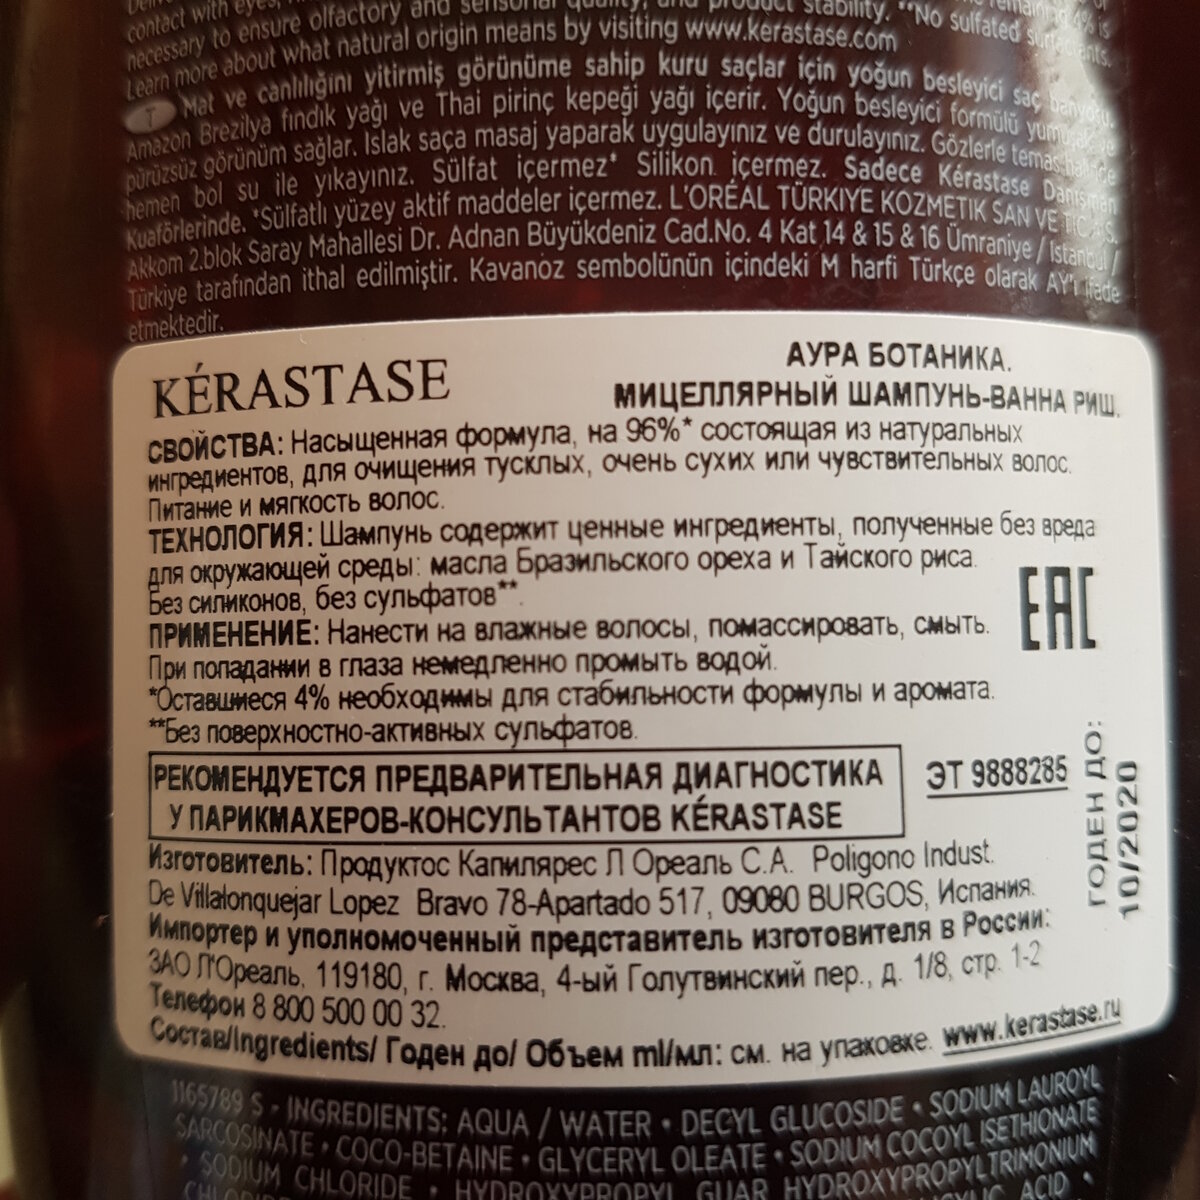 contact with eyes,
necessary to ensure olfactory and sensorial quality, and product stability. **No sulfated surfactants.
Learn more about what natural origin means by visiting www.kerastase.com
T Mat ve canlılığını yitirmiş görünüme sahip kuru saçlar için yoğun besleyici saç banyosu.
Amazon Brezilya fındık yağı ve Thai pirinç kepeği yağı içerir. Yoğun besleyici formülü yumuşak ve
pürüzsüz görünüm sağlar. Islak saça masaj yaparak uygulayınız ve durulayınız. Gözlerle temas halinde
hemen bol su ile yıkayınız. Sülfat içermez* Silikon içermez. Sadece Kérastase Danışman
Kuaförlerinde. *Sülfatlı yüzey aktif maddeler içermez. L'ORÉAL TÜRKIYE KOZMETIK SAN VE TIC A.S.
Akkom 2.blok Saray Mahallesi Dr. Adnan Büyükdeniz Cad.No. 4 Kat 14 & 15 & 16 Ümraniye / Istanbul /
Türkiye tarafından ithal edilmiştir. Kavanoz sembolünün içindeki M harfi Türkçe olarak AY'ı ifade
etmektedir.
KÉRASTASE
АУРА БОТАНИКА.
МИЦЕЛЛЯРНЫЙ ШАМПУНЬ-ВАННА РИШ.
СВОЙСТВА: Насыщенная формула, на 96%* состоящая из натуральных
ингредиентов, для очищения тусклых, очень сухих или чувствительных волос.
Питание и мягкость волос.
ТЕХНОЛОГИЯ: Шампунь содержит ценные ингредиенты, полученные без вреда
для окружающей среды: масла Бразильского ореха и Тайского риса.
Без силиконов, без сульфатов**.
ПРИМЕНЕНИЕ: Нанести на влажные волосы, помассировать, смыть.
При попадании в глаза немедленно промыть водой.
*Оставшиеся 4% необходимы для стабильности формулы и аромата.
**Без поверхностно-активных сульфатов.
EAC
РЕКОМЕНДУЕТСЯ ПРЕДВАРИТЕЛЬНАЯ ДИАГНОСТИКА
У ПАРИКМАХЕРОВ-КОНСУЛЬТАНТОВ KÉRASTASE
ЭТ 9888285
ГОДЕН ДО:
10/2020
Изготовитель: Продуктос Капилярес Л Ореаль С.А. Poligono Indust.
De Villalonquejar Lopez Bravo 78-Apartado 517, 09080 BURGOS, Испания.
Импортер и уполномоченный представитель изготовителя в России:
ЗАО Л'Ореаль, 119180, г. Москва, 4-ый Голутвинский пер., д. 1/8, стр. 1-2
Телефон 8 800 500 00 32.
Состав/Ingredients/ Годен до/ Объем ml/мл: см. на упаковке. www.kerastase.ru
1165789 S - INGREDIENTS: AQUA / WATER • DECYL GLUCOSIDE • SODIUM LAUROYL
SARCOSINATE • COCO-BETAINE • GLYCERYL OLEATE • SODIUM COCOYL ISETHIONATE
• SODIUM CHLORIDE • HYDROXYPROPYL GUAR HYDROXYPROPYLTRIMONIUM
ACID •